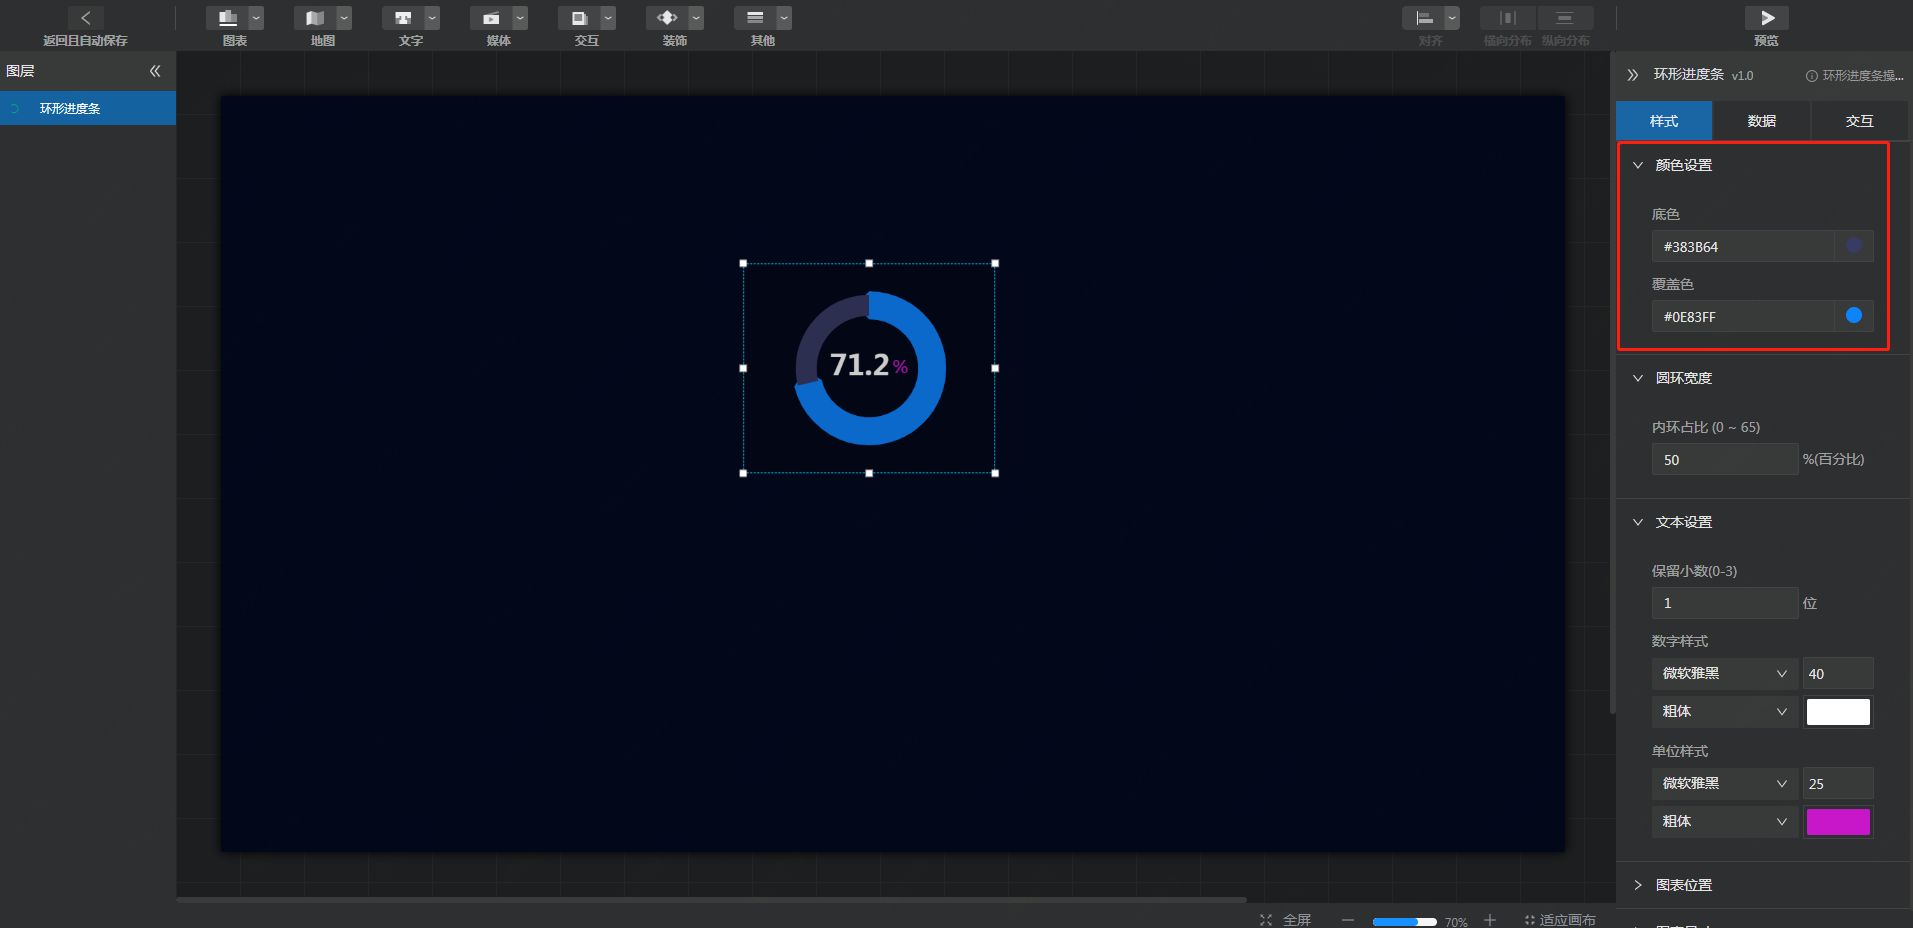 返回且自动保存
图表
地图
文字
媒体
交互
装饰
其他
对齐
横向分布
纵向分布
预览
图层
环形进度条
71.2%
环形进度条 v1.0
环形进度条操...
样式
数据
交互
颜色设置
底色
#383B64
覆盖色
#0E83FF
圆环宽度
内环占比 (0 ~ 65)
50
%(百分比)
文本设置
保留小数(0-3)
1
位
数字样式
微软雅黑
40
粗体
单位样式
微软雅黑
25
粗体
图表位置
全屏
70%
适应画布